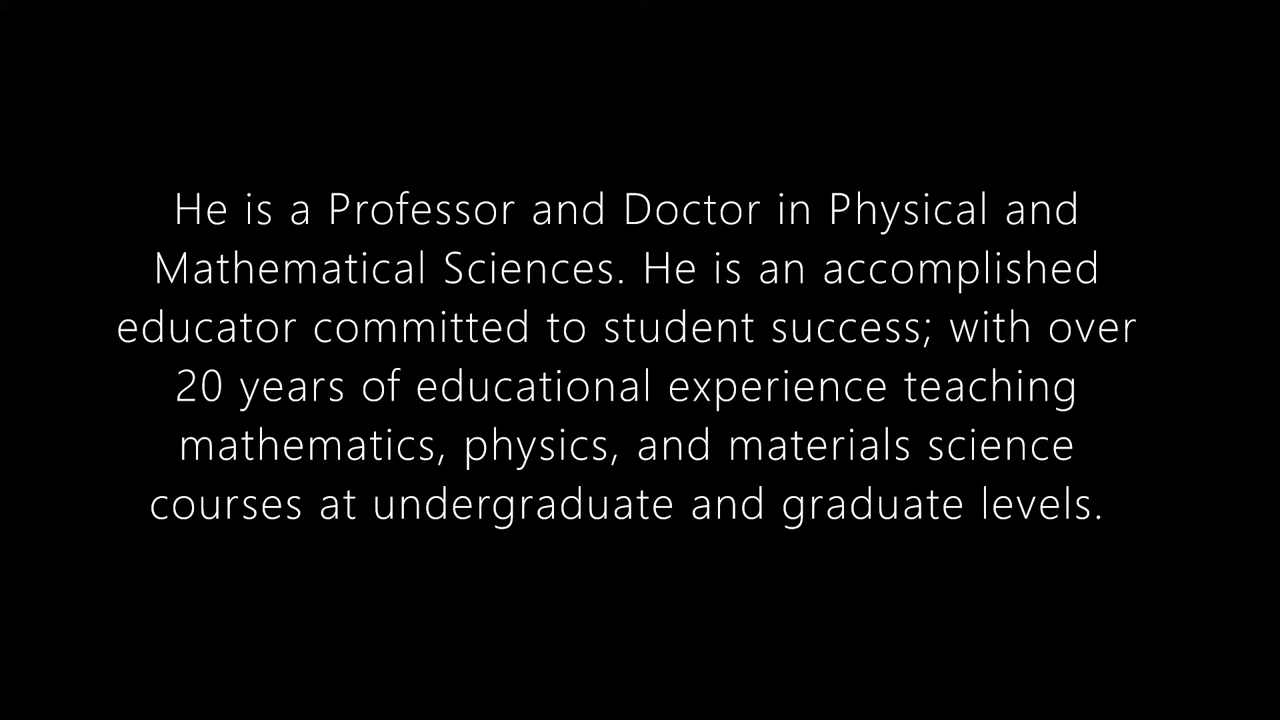 He is a Professor and Doctor in Physical and
Mathematical Sciences. He is an accomplished
educator committed to student success; with over
20 years of educational experience teaching
mathematics, physics, and materials science
courses at undergraduate and graduate levels.